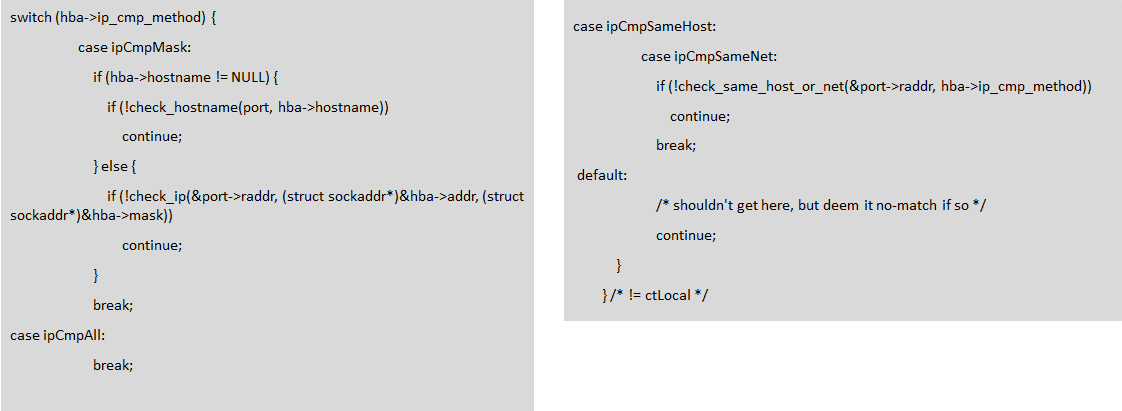 switch (hba->ip_cmp_method) {
case ipCmpMask:
if (hba->hostname != NULL) {
if (!check_hostname(port, hba->hostname))
continue;
} else {
if (!check_ip(&port->raddr, (struct sockaddr*)&hba->addr, (struct
sockaddr*)&hba->mask))
continue;
}
break;
case ipCmpAll:
break;
case ipCmpSameHost:
case ipCmpSameNet:
if (!check_same_host_or_net(&port->raddr, hba->ip_cmp_method))
continue;
break;
default:
/* shouldn't get here, but deem it no-match if so */
continue;
}
} /* != ctLocal */